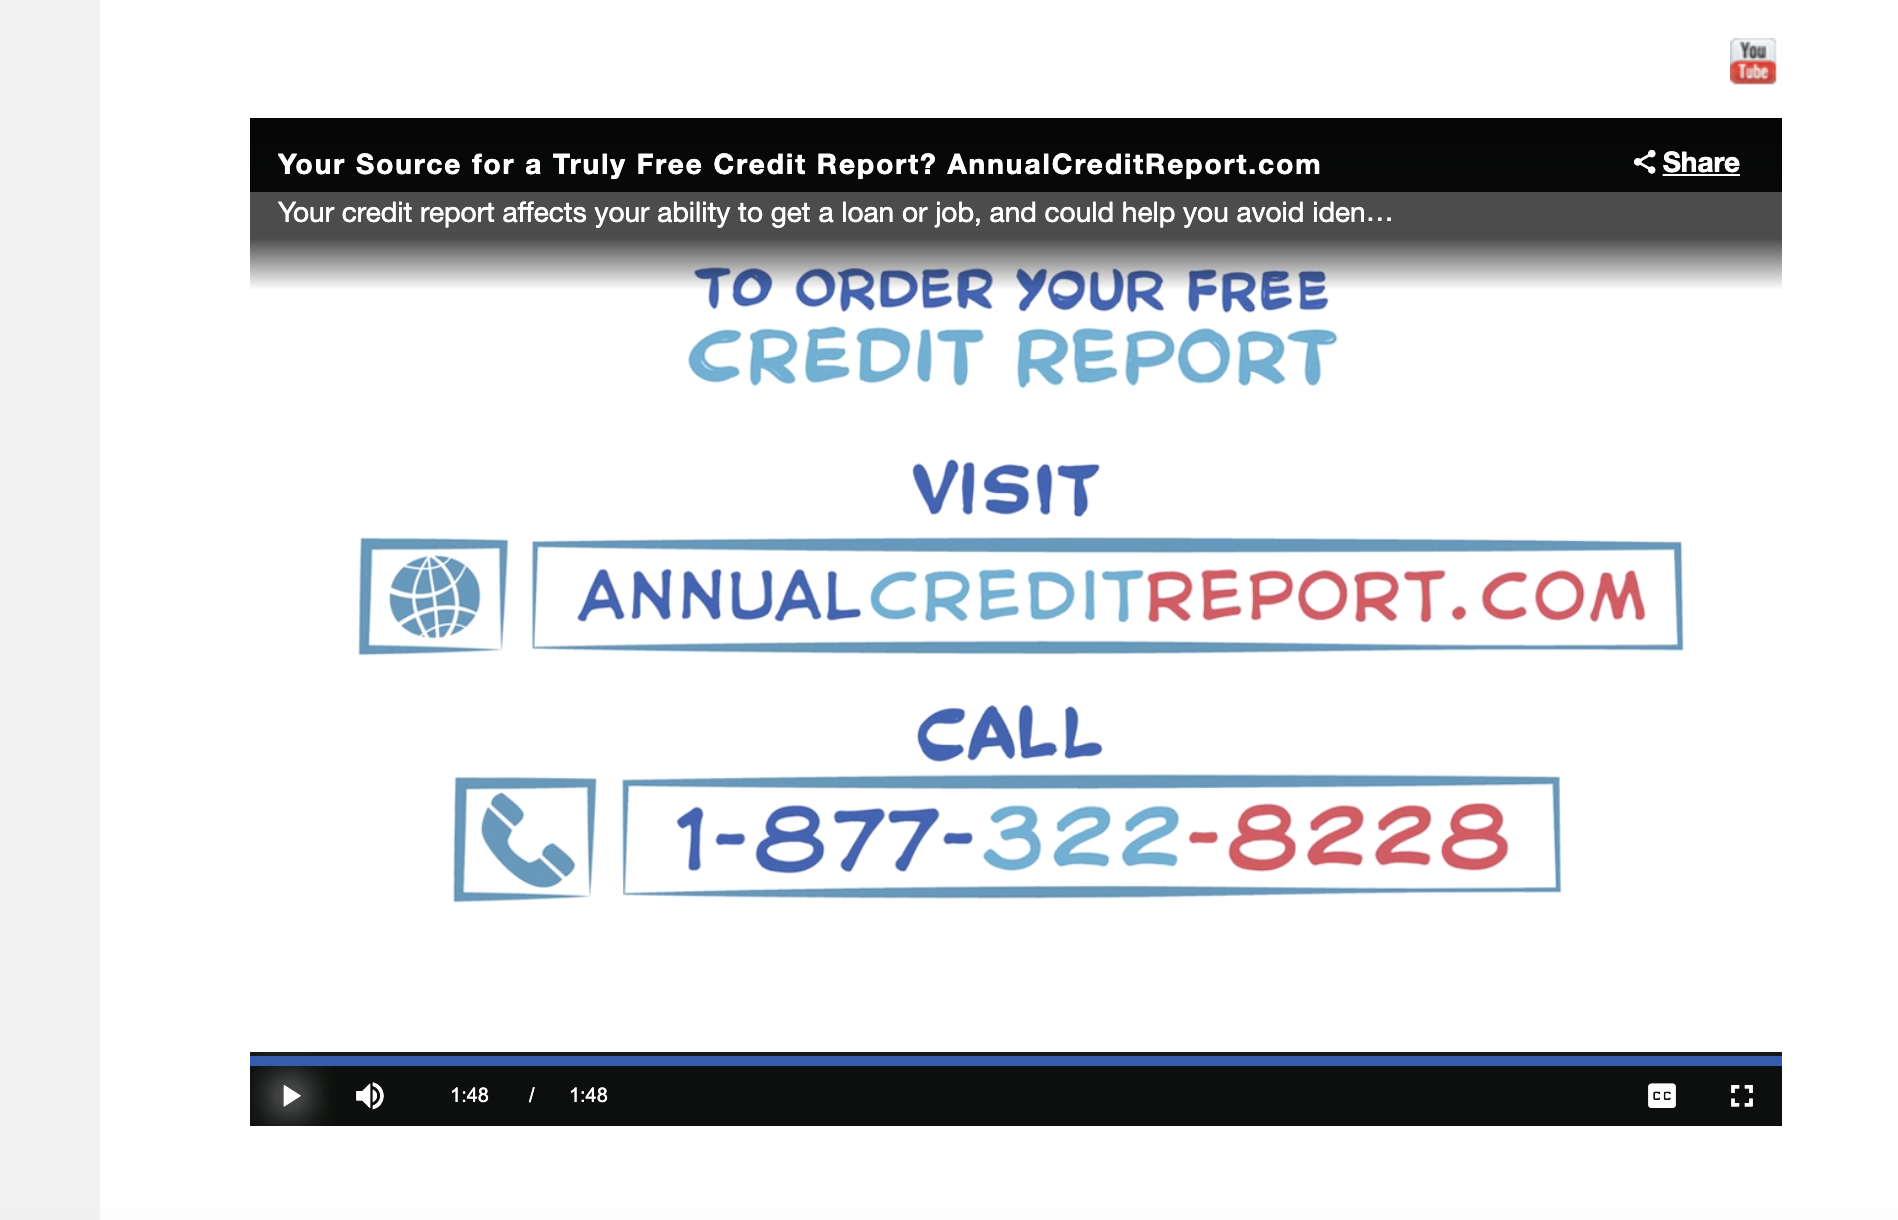 You
Tube
Your Source for a Truly Free Credit Report? AnnualCreditReport.com
Share
Your credit report affects your ability to get a loan or job, and could help you avoid iden...
TO ORDER YOUR FREE
CREDIT REPORT
VISIT
ANNUALCREDITREPORT.COM
CALL
1-877-322-8228
1:48 / 1:48
CC